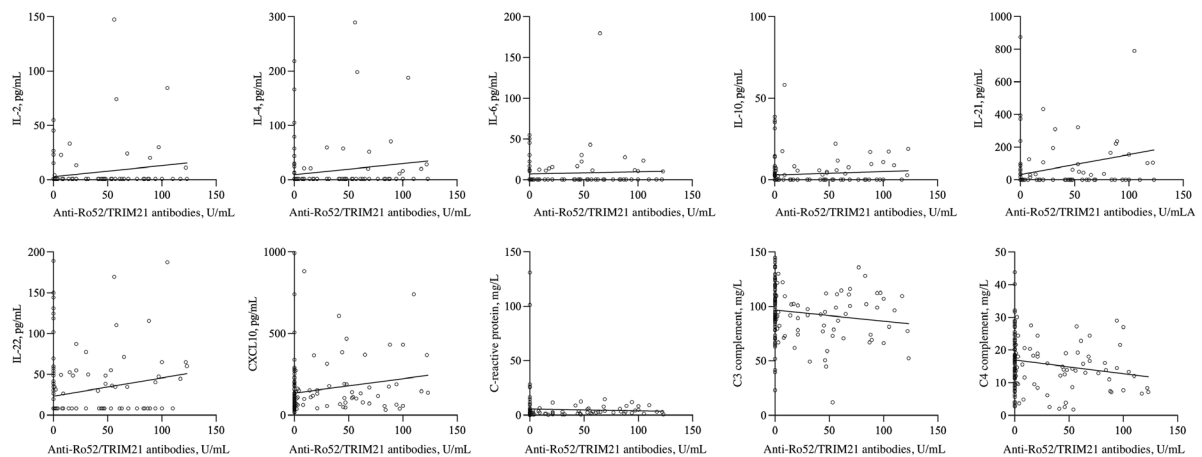 IL-2, pg/mL
150
100
50
0
0 50 100 150
Anti-Ro52/TRIM21 antibodies, U/mL
IL-4, pg/mL
300
200
100
0
0 50 100 150
Anti-Ro52/TRIM21 antibodies, U/mL
IL-6, pg/mL
200
150
100
50
0
0 50 100 150
Anti-Ro52/TRIM21 antibodies, U/mL
IL-10, pg/mL
100
50
0
0 50 100 150
Anti-Ro52/TRIM21 antibodies, U/mL
IL-21, pg/mL
1000
800
600
400
200
0
0 50 100 150
Anti-Ro52/TRIM21 antibodies, U/mLA
IL-22, pg/mL
200
150
100
50
0
0 50 100 150
Anti-Ro52/TRIM21 antibodies, U/mL
CXCL10, pg/mL
1000
500
0
0 50 100 150
Anti-Ro52/TRIM21 antibodies, U/mL
C-reactive protein, mg/L
150
100
50
0
0 50 100 150
Anti-Ro52/TRIM21 antibodies, U/mL
C3 complement, mg/L
150
100
50
0
0 50 100 150
Anti-Ro52/TRIM21 antibodies, U/mL
C4 complement, mg/L
50
40
30
20
10
0
0 50 100 150
Anti-Ro52/TRIM21 antibodies, U/mL